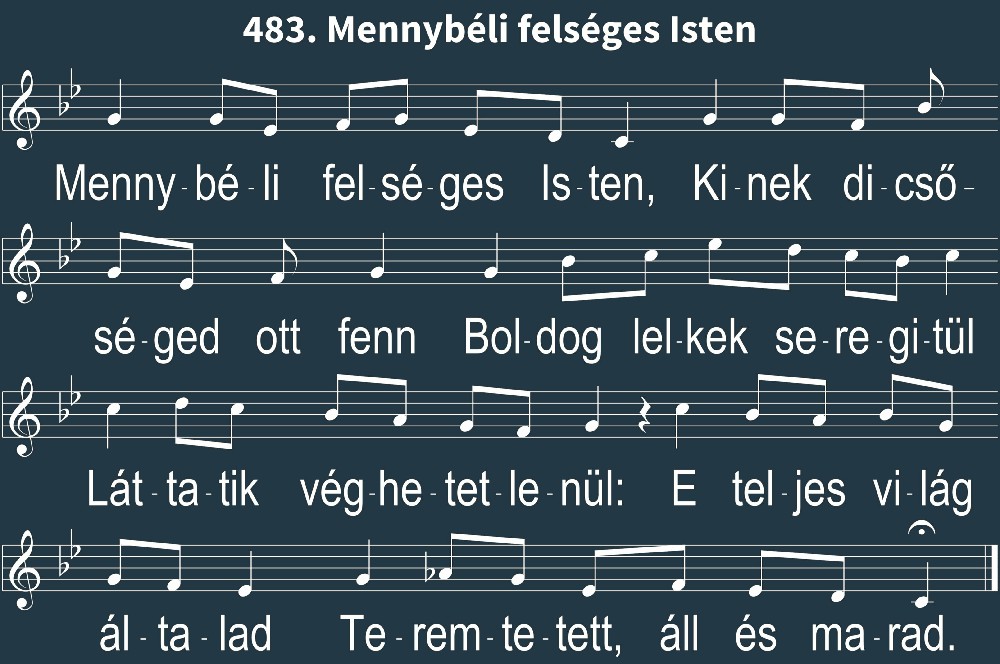 483. Mennybéli felséges Isten
Menny-bé-li fel-sé-ges Is-ten, Ki-nek di-cső-
sé-ged ott fenn Bol-dog lel-kek se-re-gi-tül
Lát-ta-tik vég-he-tet-le-nül: E tel-jes vi-lág
ál-ta-lad Te-rem-te-tett, áll és ma-rad.